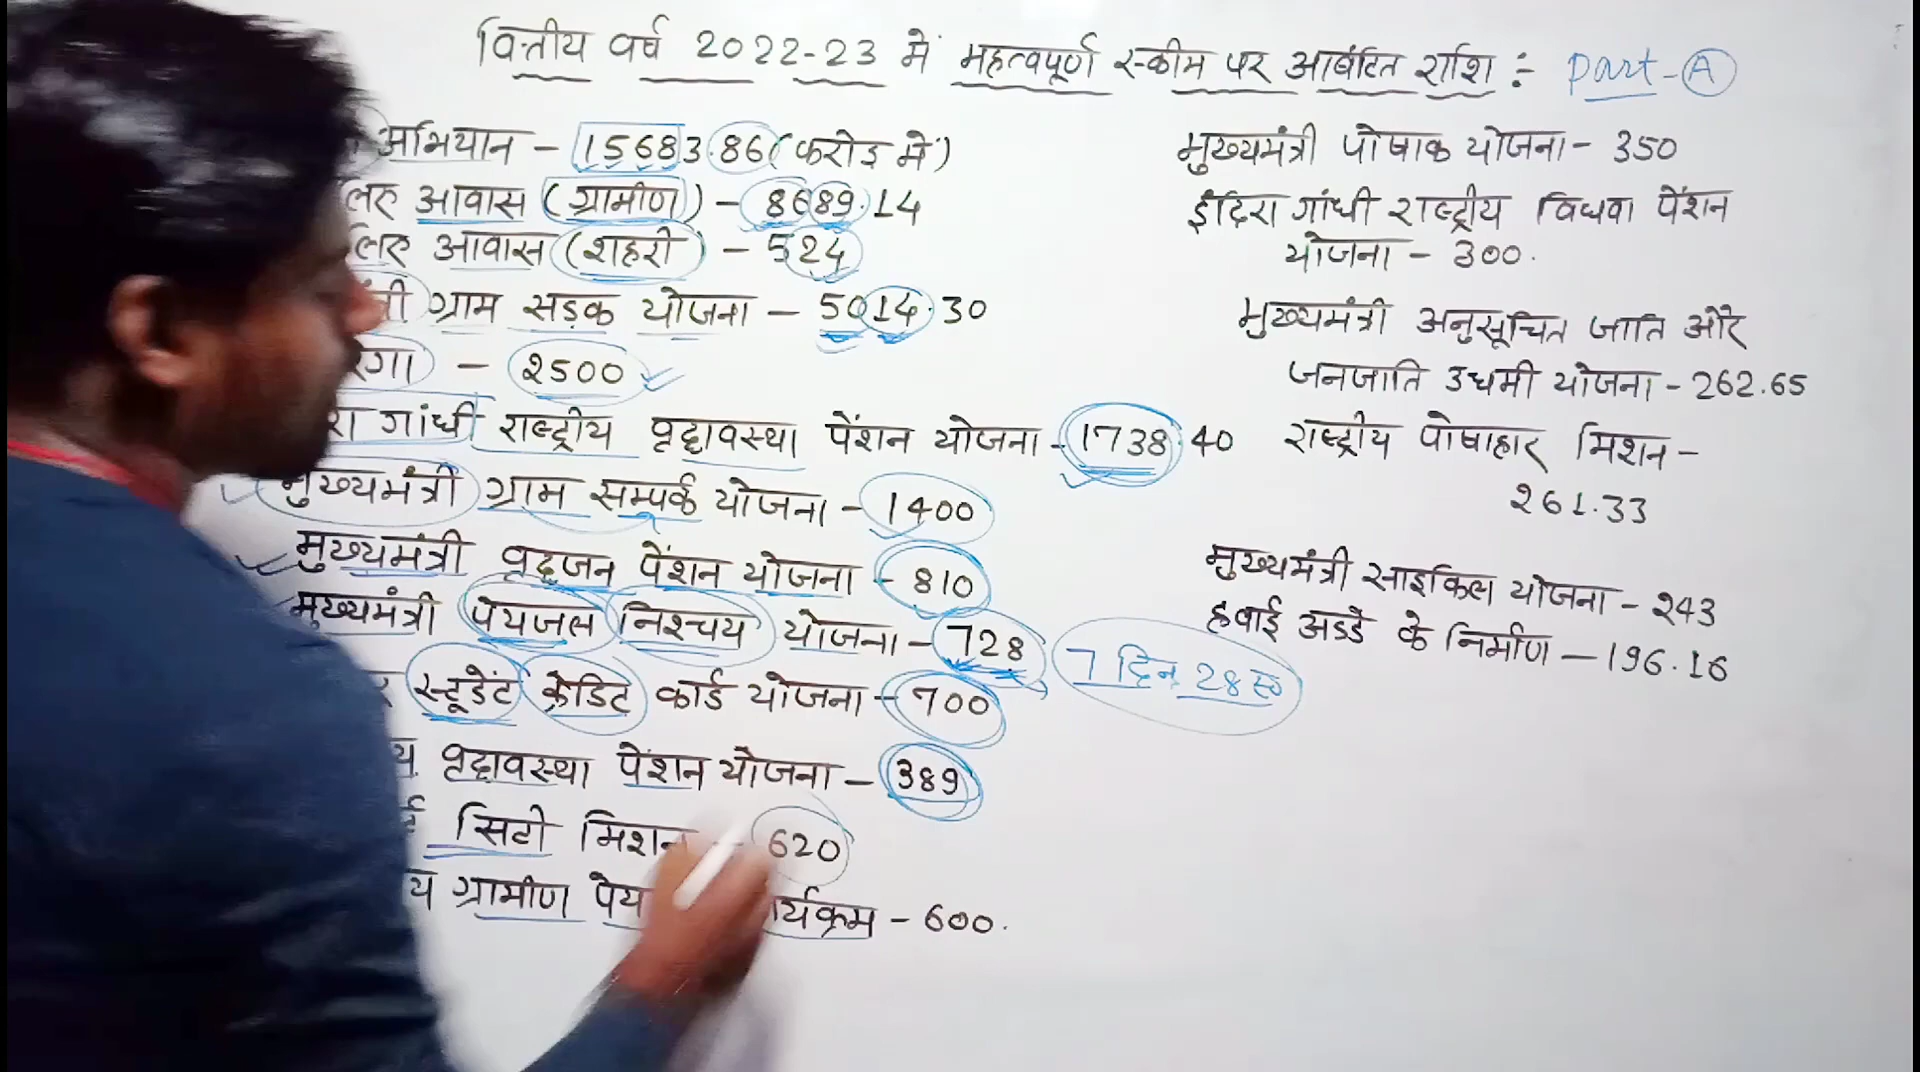 वित्तीय वर्ष 2022-23 में महत्वपूर्ण स्कीम पर आवंटित राशि :- Part-A
अभियान - 15683.86 (करोड़ में)
लिए आवास (ग्रामीण) - 8689.14
लिए आवास (शहरी) - 524
ग्राम सड़क योजना - 5014.30
रेगा - 2500
रा गांधी राष्ट्रीय वृद्धावस्था पेंशन योजना - 1738.40
मुख्यमंत्री ग्राम सम्पर्क योजना - 1400
मुख्यमंत्री वृद्धजन पेंशन योजना - 810
मुख्यमंत्री पेयजल निश्चय योजना - 728 7 दिन 28 रु०
स्टूडेंट क्रेडिट कार्ड योजना - 700
य वृद्धावस्था पेंशन योजना - 389
सिटी मिशन - 620
य ग्रामीण पेय र्यक्रम - 600.
मुख्यमंत्री पोषाक योजना - 350
इंदिरा गांधी राष्ट्रीय विधवा पेंशन
योजना - 300.
मुख्यमंत्री अनुसूचित जाति और
जनजाति उधमी योजना - 262.65
राष्ट्रीय पोषाहार मिशन -
261.33
मुख्यमंत्री साइकिल योजना - 243
हवाई अड्डे के निर्माण - 196.16